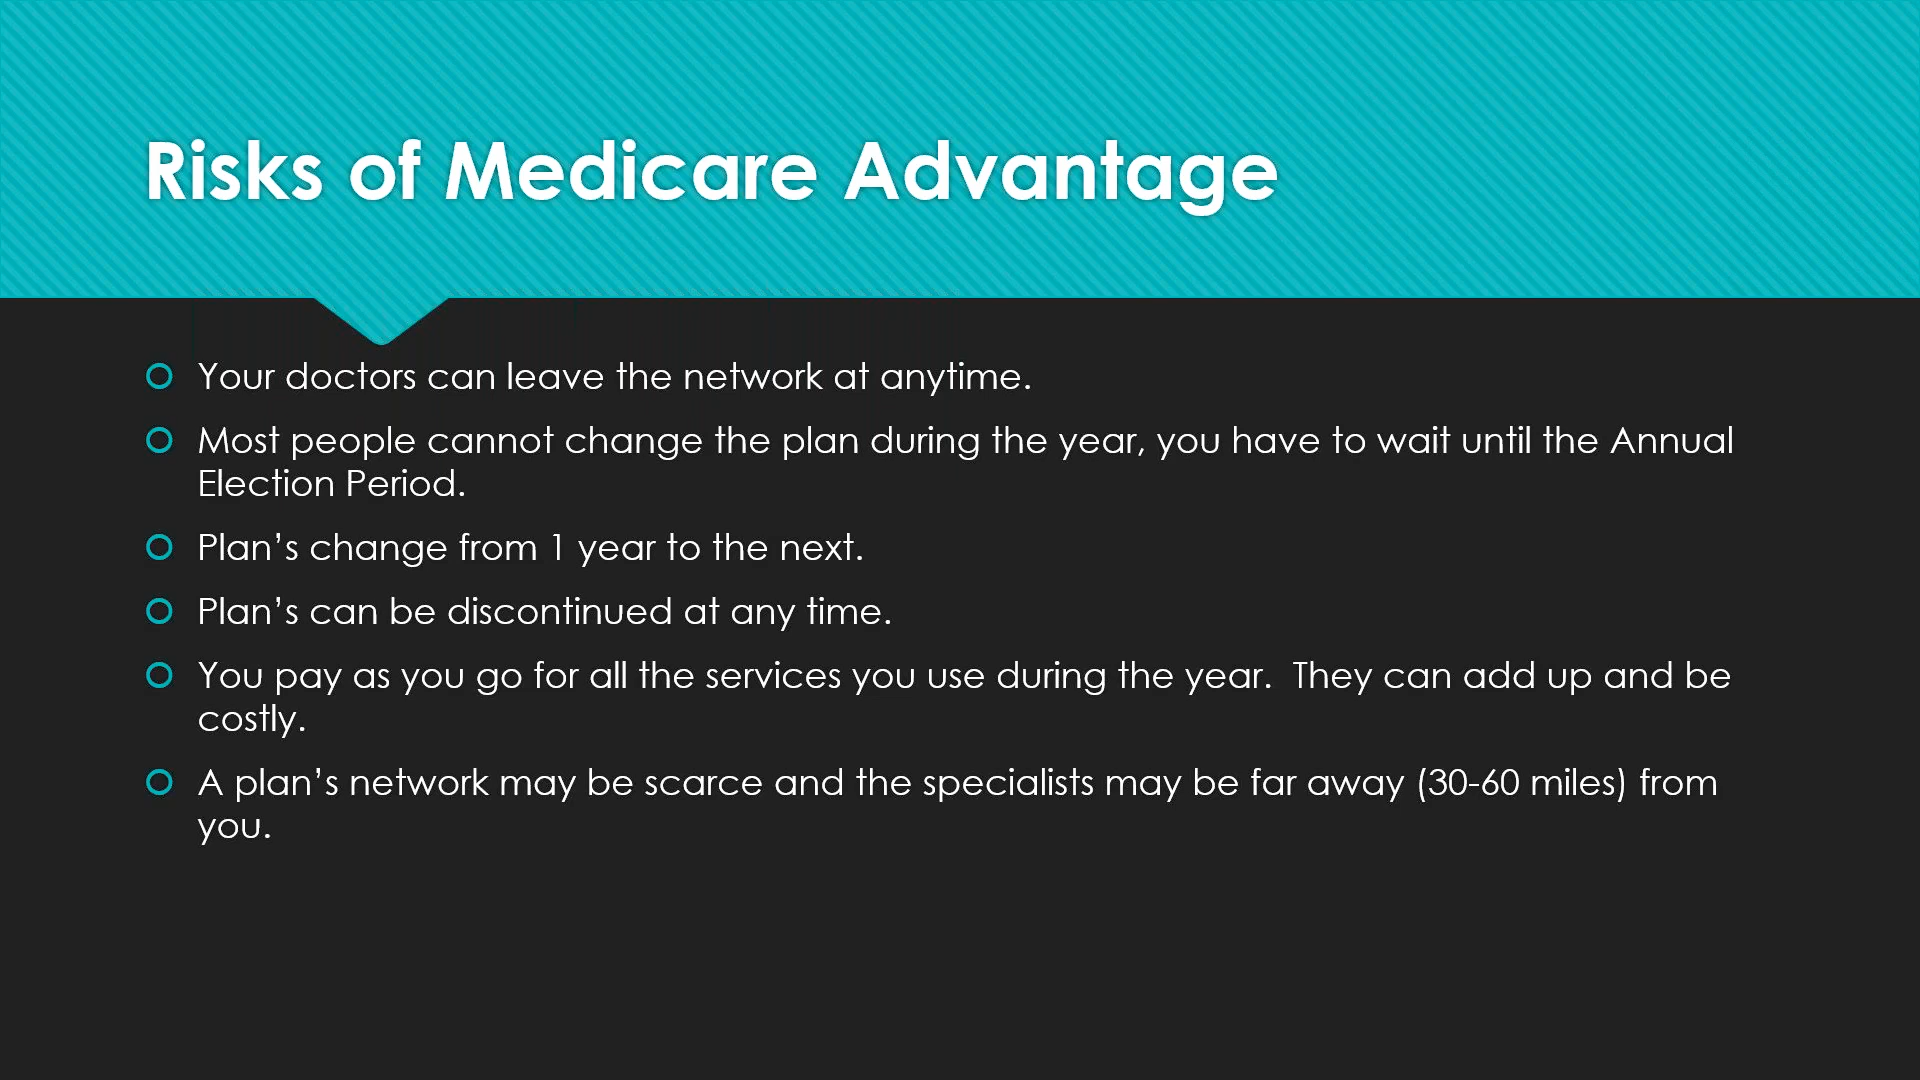 Risks of Medicare Advantage
Your doctors can leave the network at anytime.
Most people cannot change the plan during the year, you have to wait until the Annual
Election Period.
Plan’s change from 1 year to the next.
Plan’s can be discontinued at any time.
You pay as you go for all the services you use during the year.  They can add up and be
costly.
A plan’s network may be scarce and the specialists may be far away (30-60 miles) from
you.